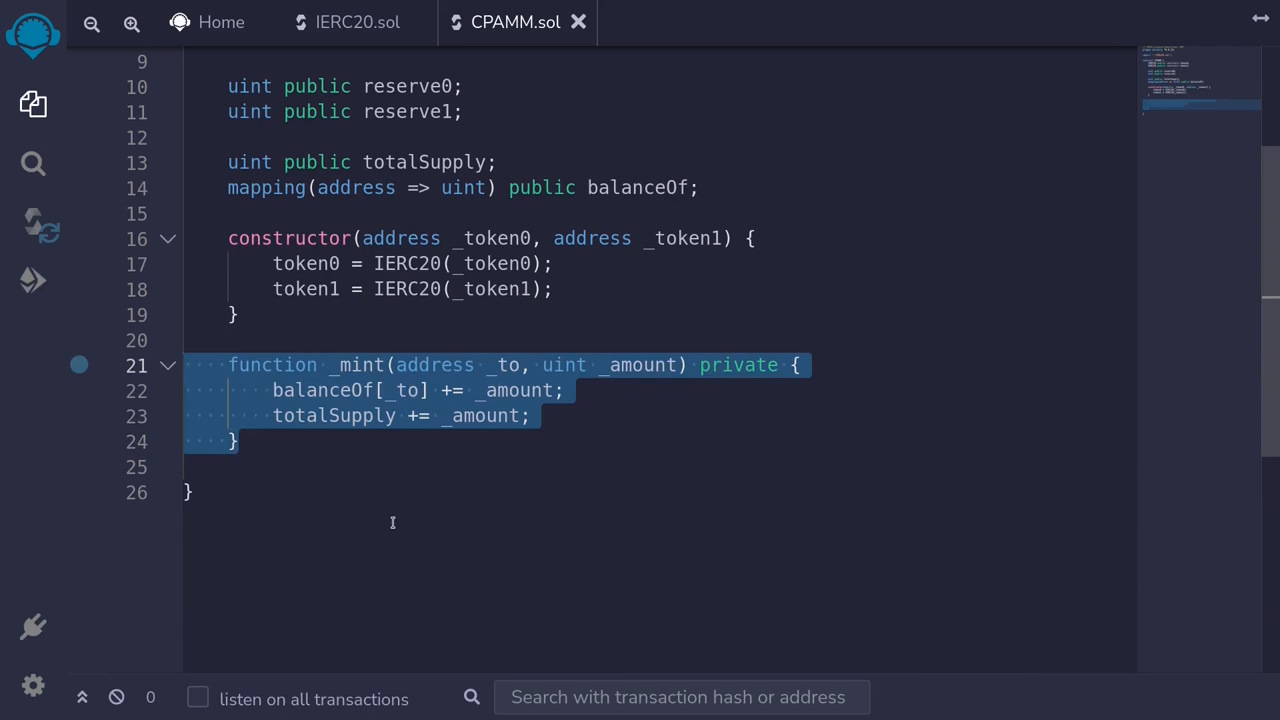 Home
IERC20.sol
CPAMM.sol
9
10 uint public reserve0;
11 uint public reserve1;
12
13 uint public totalSupply;
14 mapping(address => uint) public balanceOf;
15
16 constructor(address _token0, address _token1) {
17 token0 = IERC20(_token0);
18 token1 = IERC20(_token1);
19 }
20
21 function _mint(address _to, uint _amount) private {
22 balanceOf[_to] += _amount;
23 totalSupply += _amount;
24 }
25
26 }
0
listen on all transactions
Search with transaction hash or address